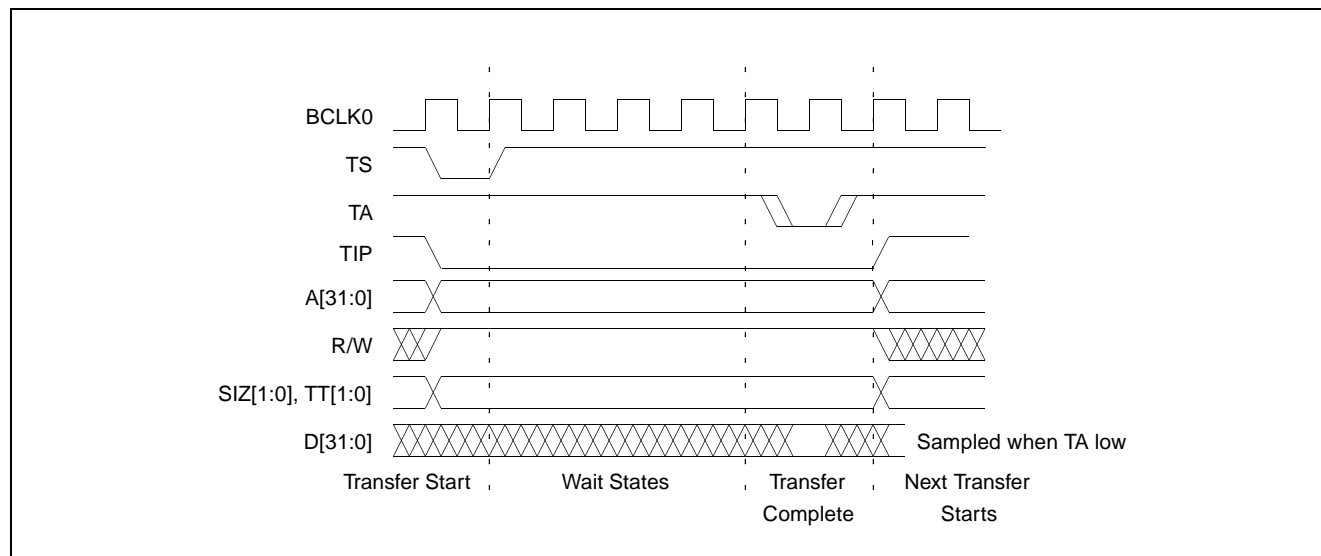 BCLK0
TS
TA
TIP
A[31:0]
R/W
SIZ[1:0], TT[1:0]
D[31:0]
Sampled when TA low
Transfer Start
Wait States
Transfer
Complete
Next Transfer
Starts